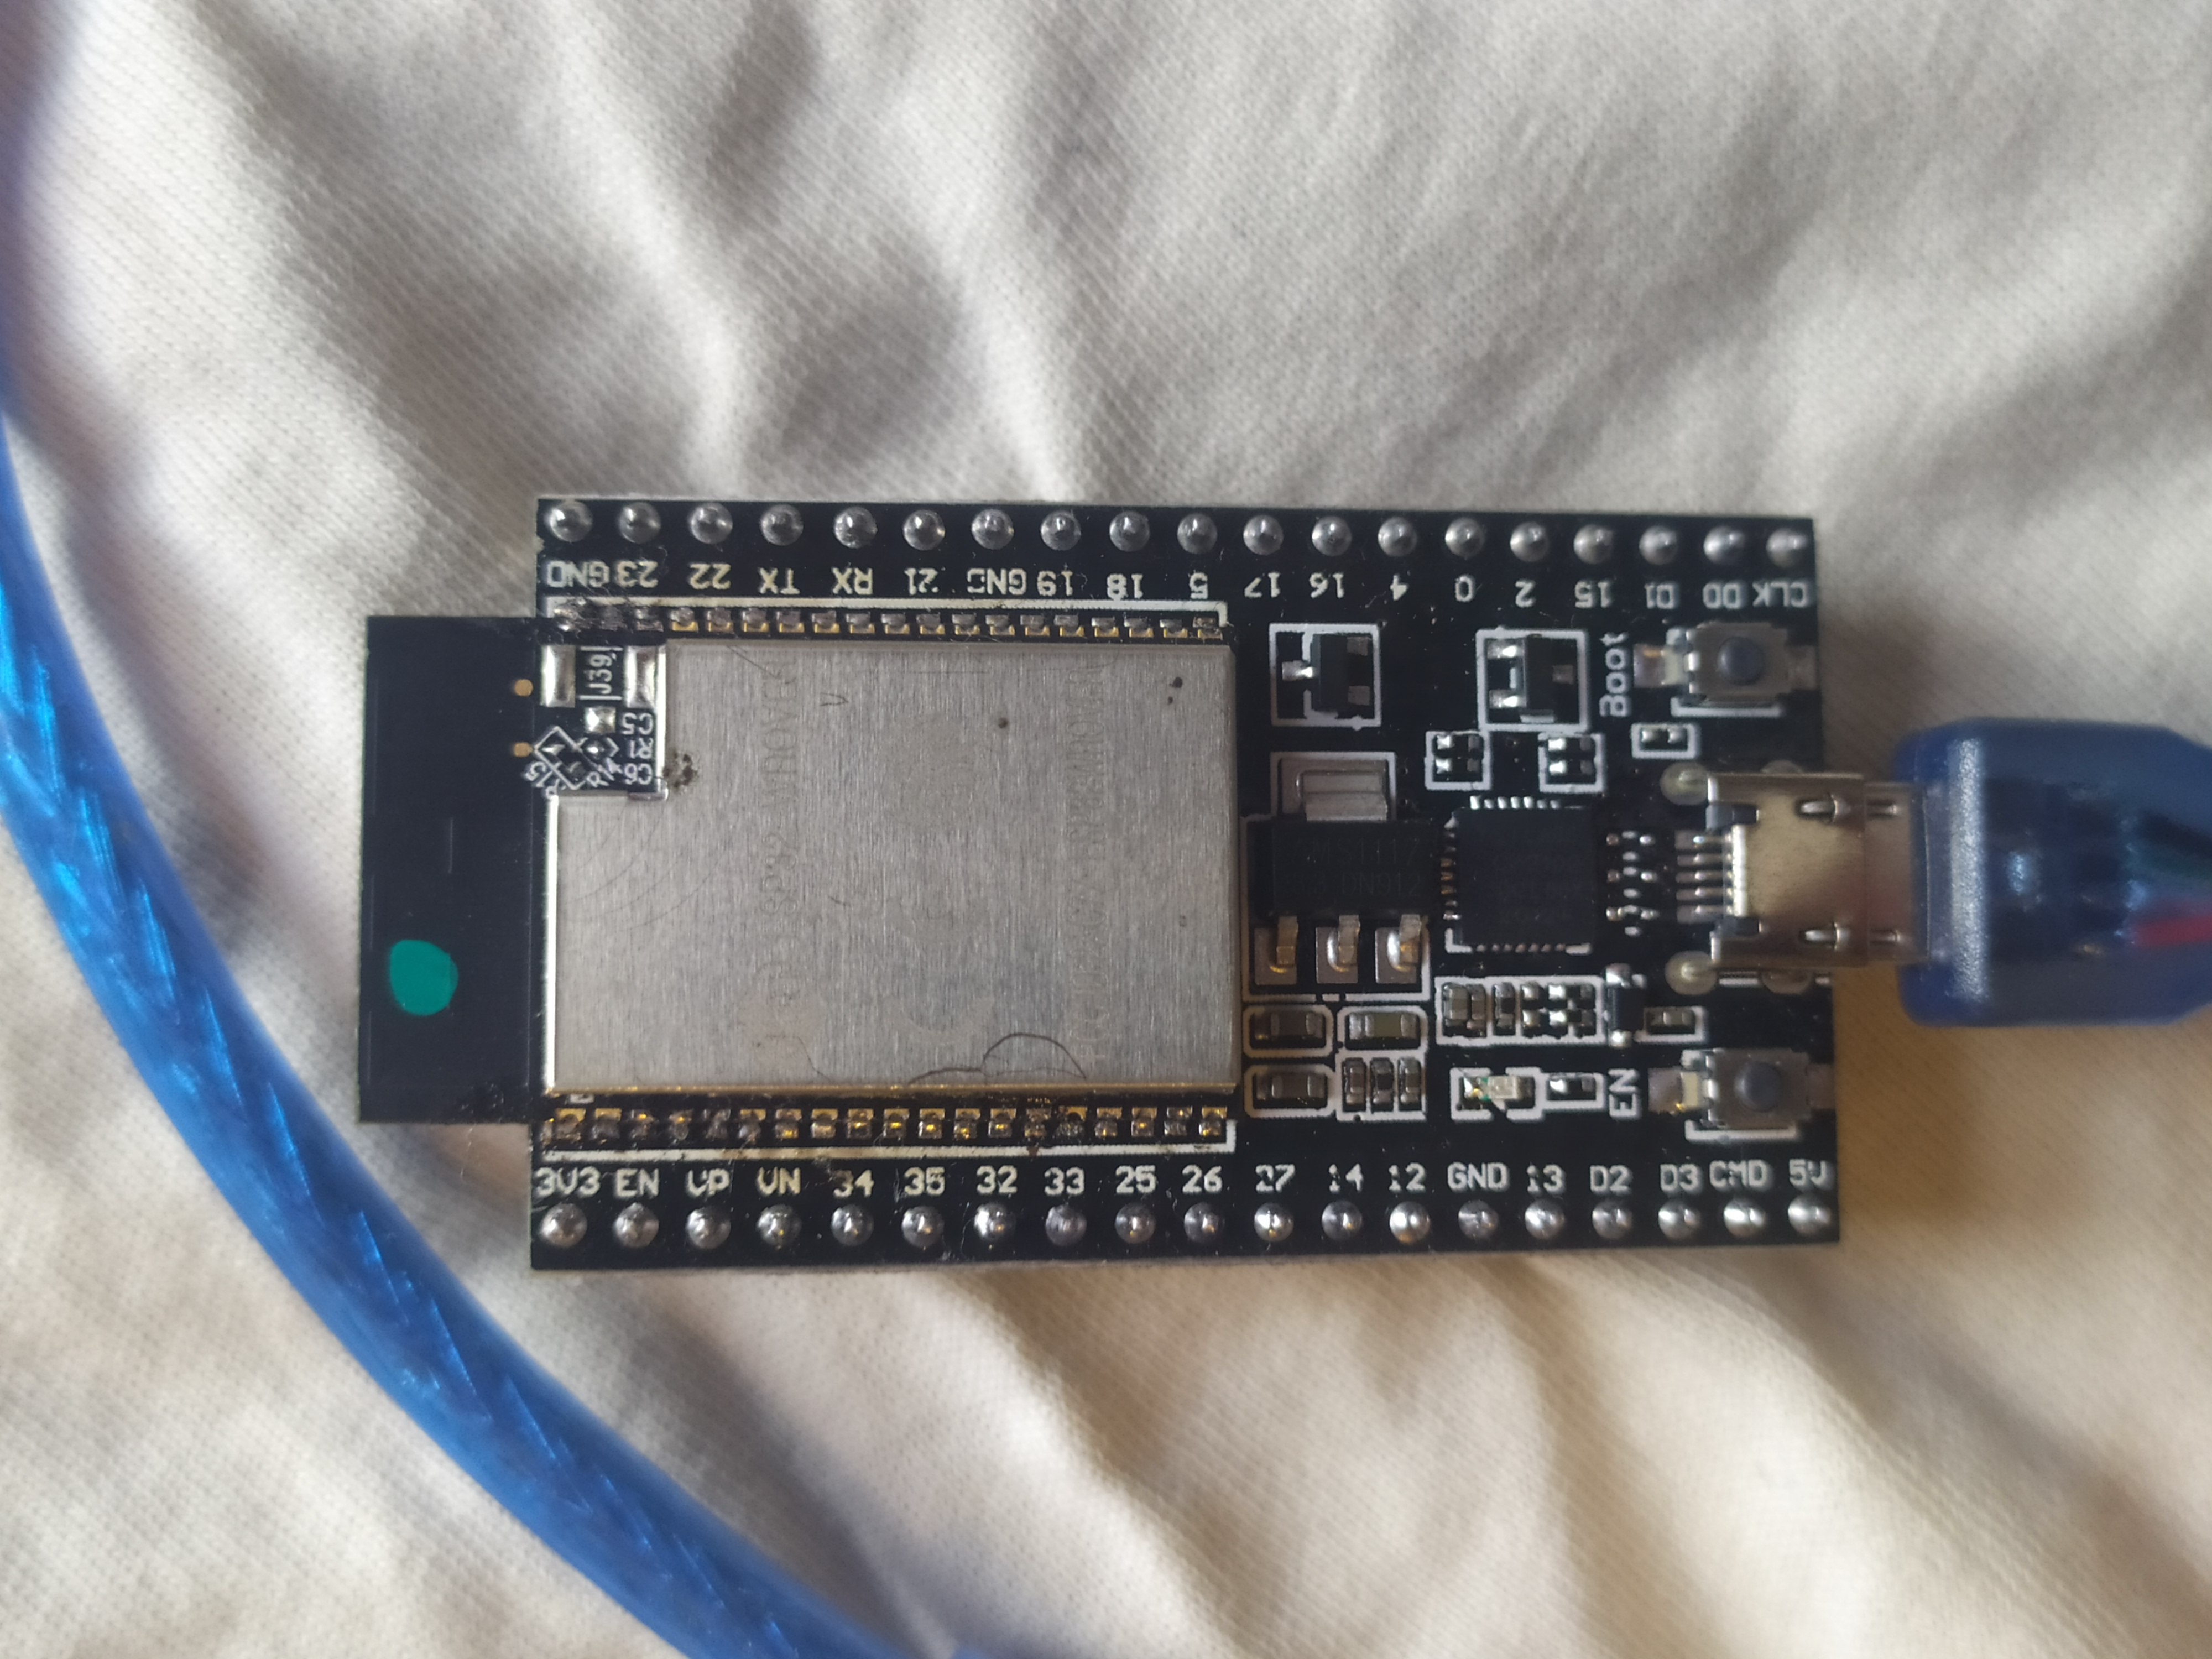 5V CMD D3 D2 13 GND 12 14 27 26 25 33 32 35 34 VN VP EN 3V3
EN
C6
R1
C5
J39
Boot
CLK D0 D1 15 2 0 4 16 17 5 18 19 GND 21 RX TX 22 23 GND